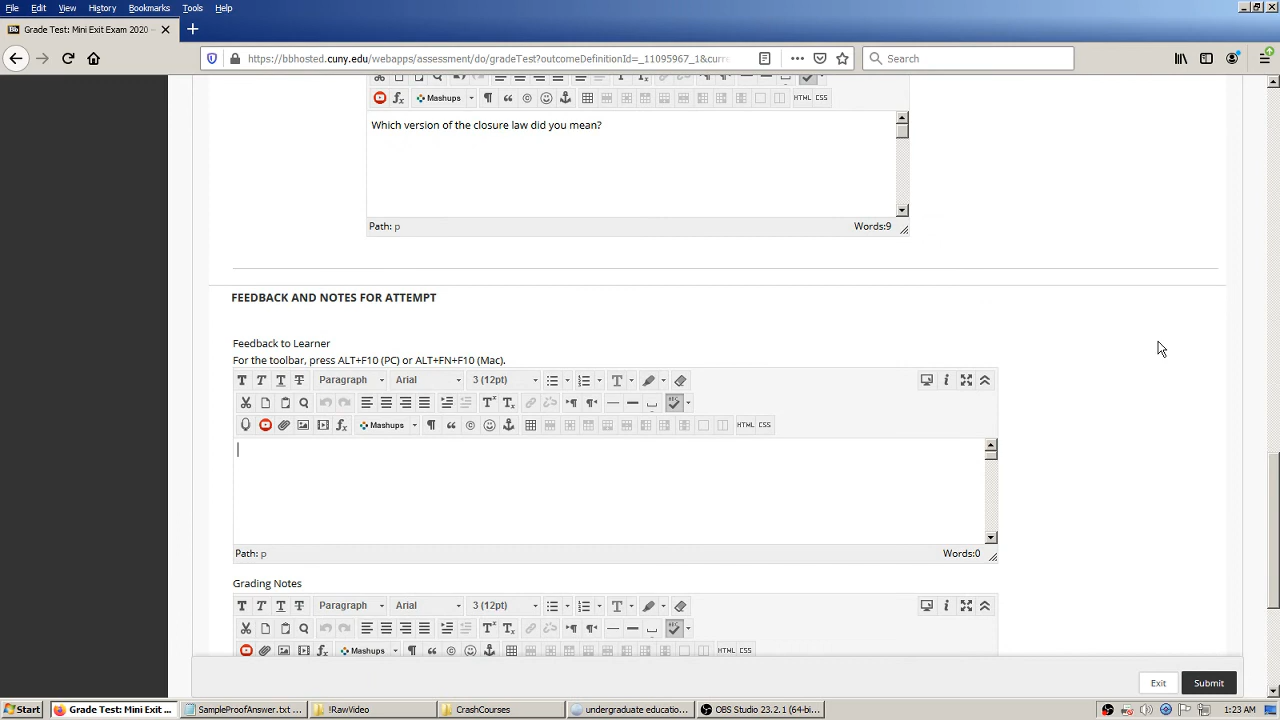 File Edit View History Bookmarks Tools Help
Grade Test: Mini Exit Exam 2020 –
https://bbhosted.cuny.edu/webapps/assessment/do/gradeTest?outcomeDefinitionId=_11095967_1&curre
Search
Mashups
HTML CSS
Which version of the closure law did you mean?
Path: p
Words:9
FEEDBACK AND NOTES FOR ATTEMPT
Feedback to Learner
For the toolbar, press ALT+F10 (PC) or ALT+FN+F10 (Mac).
T T T T Paragraph Arial 3 (12pt) T
Mashups
HTML CSS
Path: p
Words:0
Grading Notes
T T T T Paragraph Arial 3 (12pt) T
Mashups
HTML CSS
Exit Submit
Start Grade Test: Mini Exit ... SampleProofAnswer.txt ... !RawVideo CrashCourses undergraduate educatio... OBS Studio 23.2.1 (64-bi... 1:23 AM